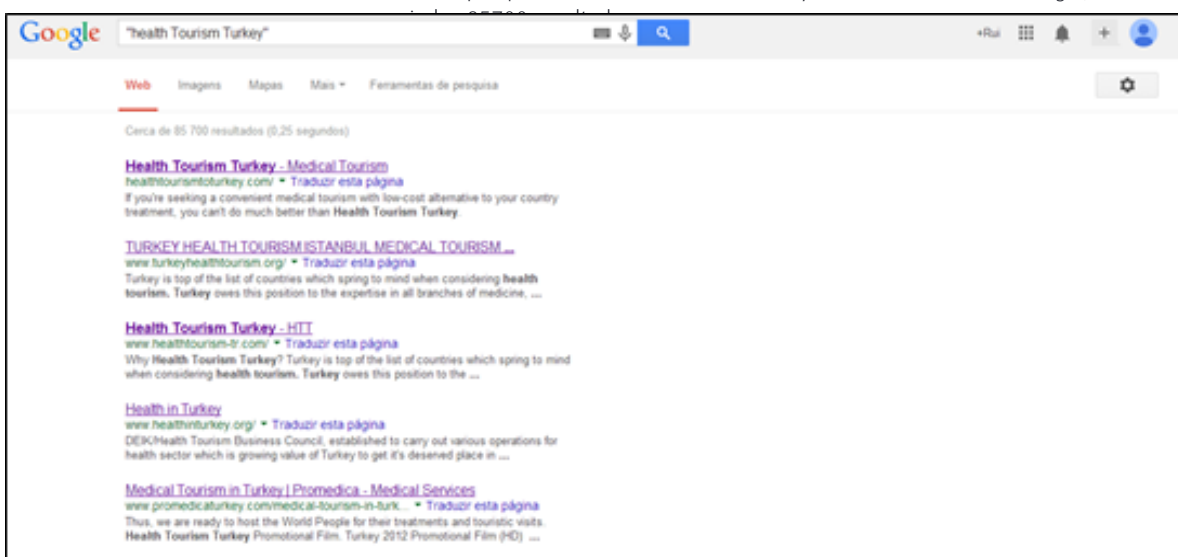 Google "health Tourism Turkey" +Rui
Web Imagens Mapas Mais Ferramentas de pesquisa
Cerca de 85 700 resultados (0,25 segundos)
Health Tourism Turkey - Medical Tourism
healthtourismtoturkey.com/ Traduzir esta página
If you're seeking a convenient medical tourism with low-cost alternative to your country
treatment, you can't do much better than Health Tourism Turkey.
TURKEY HEALTH TOURISM ISTANBUL MEDICAL TOURISM ...
www.turkeyhealthtourism.org/ Traduzir esta página
Turkey is top of the list of countries which spring to mind when considering health
tourism. Turkey owes this position to the expertise in all branches of medicine, ...
Health Tourism Turkey - HTT
www.healthtourism-tr.com/ Traduzir esta página
Why Health Tourism Turkey? Turkey is top of the list of countries which spring to mind
when considering health tourism. Turkey owes this position to the ...
Health in Turkey
www.healthinturkey.org/ Traduzir esta página
DEIK/Health Tourism Business Council, established to carry out various operations for
health sector which is growing value of Turkey to get it's deserved place in ...
Medical Tourism in Turkey | Promedica - Medical Services
www.promedicaturkey.com/medical-tourism-in-turk... Traduzir esta página
Thus, we are ready to host the World People for their treatments and touristic visits.
Health Tourism Turkey Promotional Film. Turkey 2012 Promotional Film (HD) ...